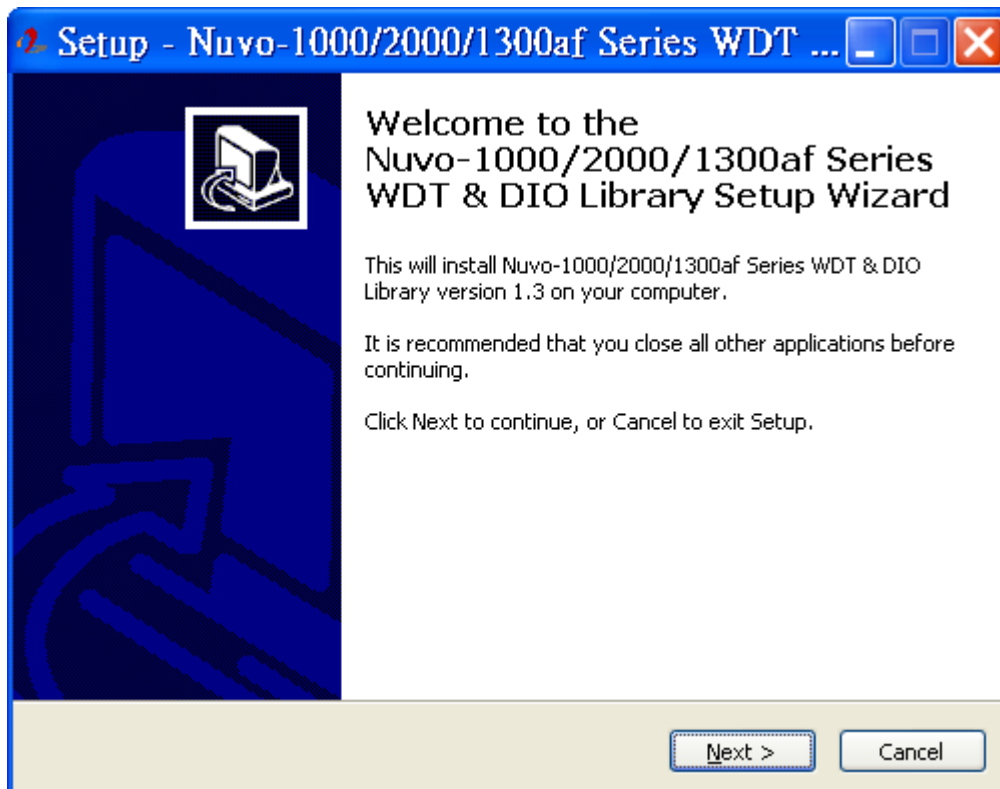 Setup - Nuvo-1000/2000/1300af Series WDT ...
Welcome to the
Nuvo-1000/2000/1300af Series
WDT & DIO Library Setup Wizard
This will install Nuvo-1000/2000/1300af Series WDT & DIO
Library version 1.3 on your computer.
It is recommended that you close all other applications before
continuing.
Click Next to continue, or Cancel to exit Setup.
Next >
Cancel